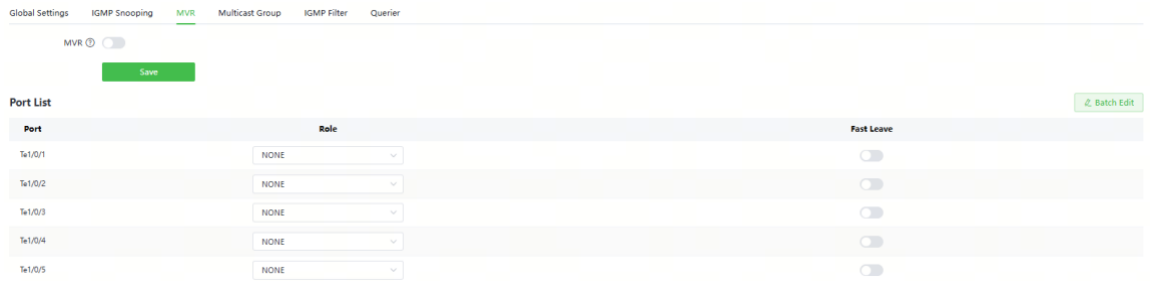 Global Settings IGMP Snooping MVR Multicast Group IGMP Filter Querier
MVR ?
Save
Port List
Batch Edit
Port Role Fast Leave
Te1/0/1 NONE
Te1/0/2 NONE
Te1/0/3 NONE
Te1/0/4 NONE
Te1/0/5 NONE